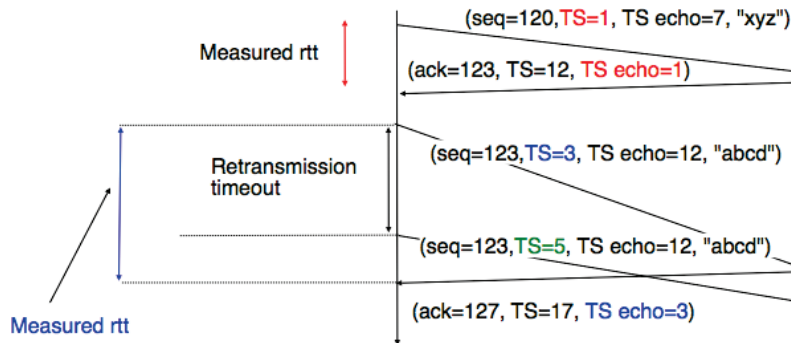 (seq=120,TS=1, TS echo=7, "xyz")
Measured rtt
(ack=123, TS=12, TS echo=1)
(seq=123,TS=3, TS echo=12, "abcd")
Retransmission
timeout
(seq=123,TS=5, TS echo=12, "abcd")
(ack=127, TS=17, TS echo=3)
Measured rtt